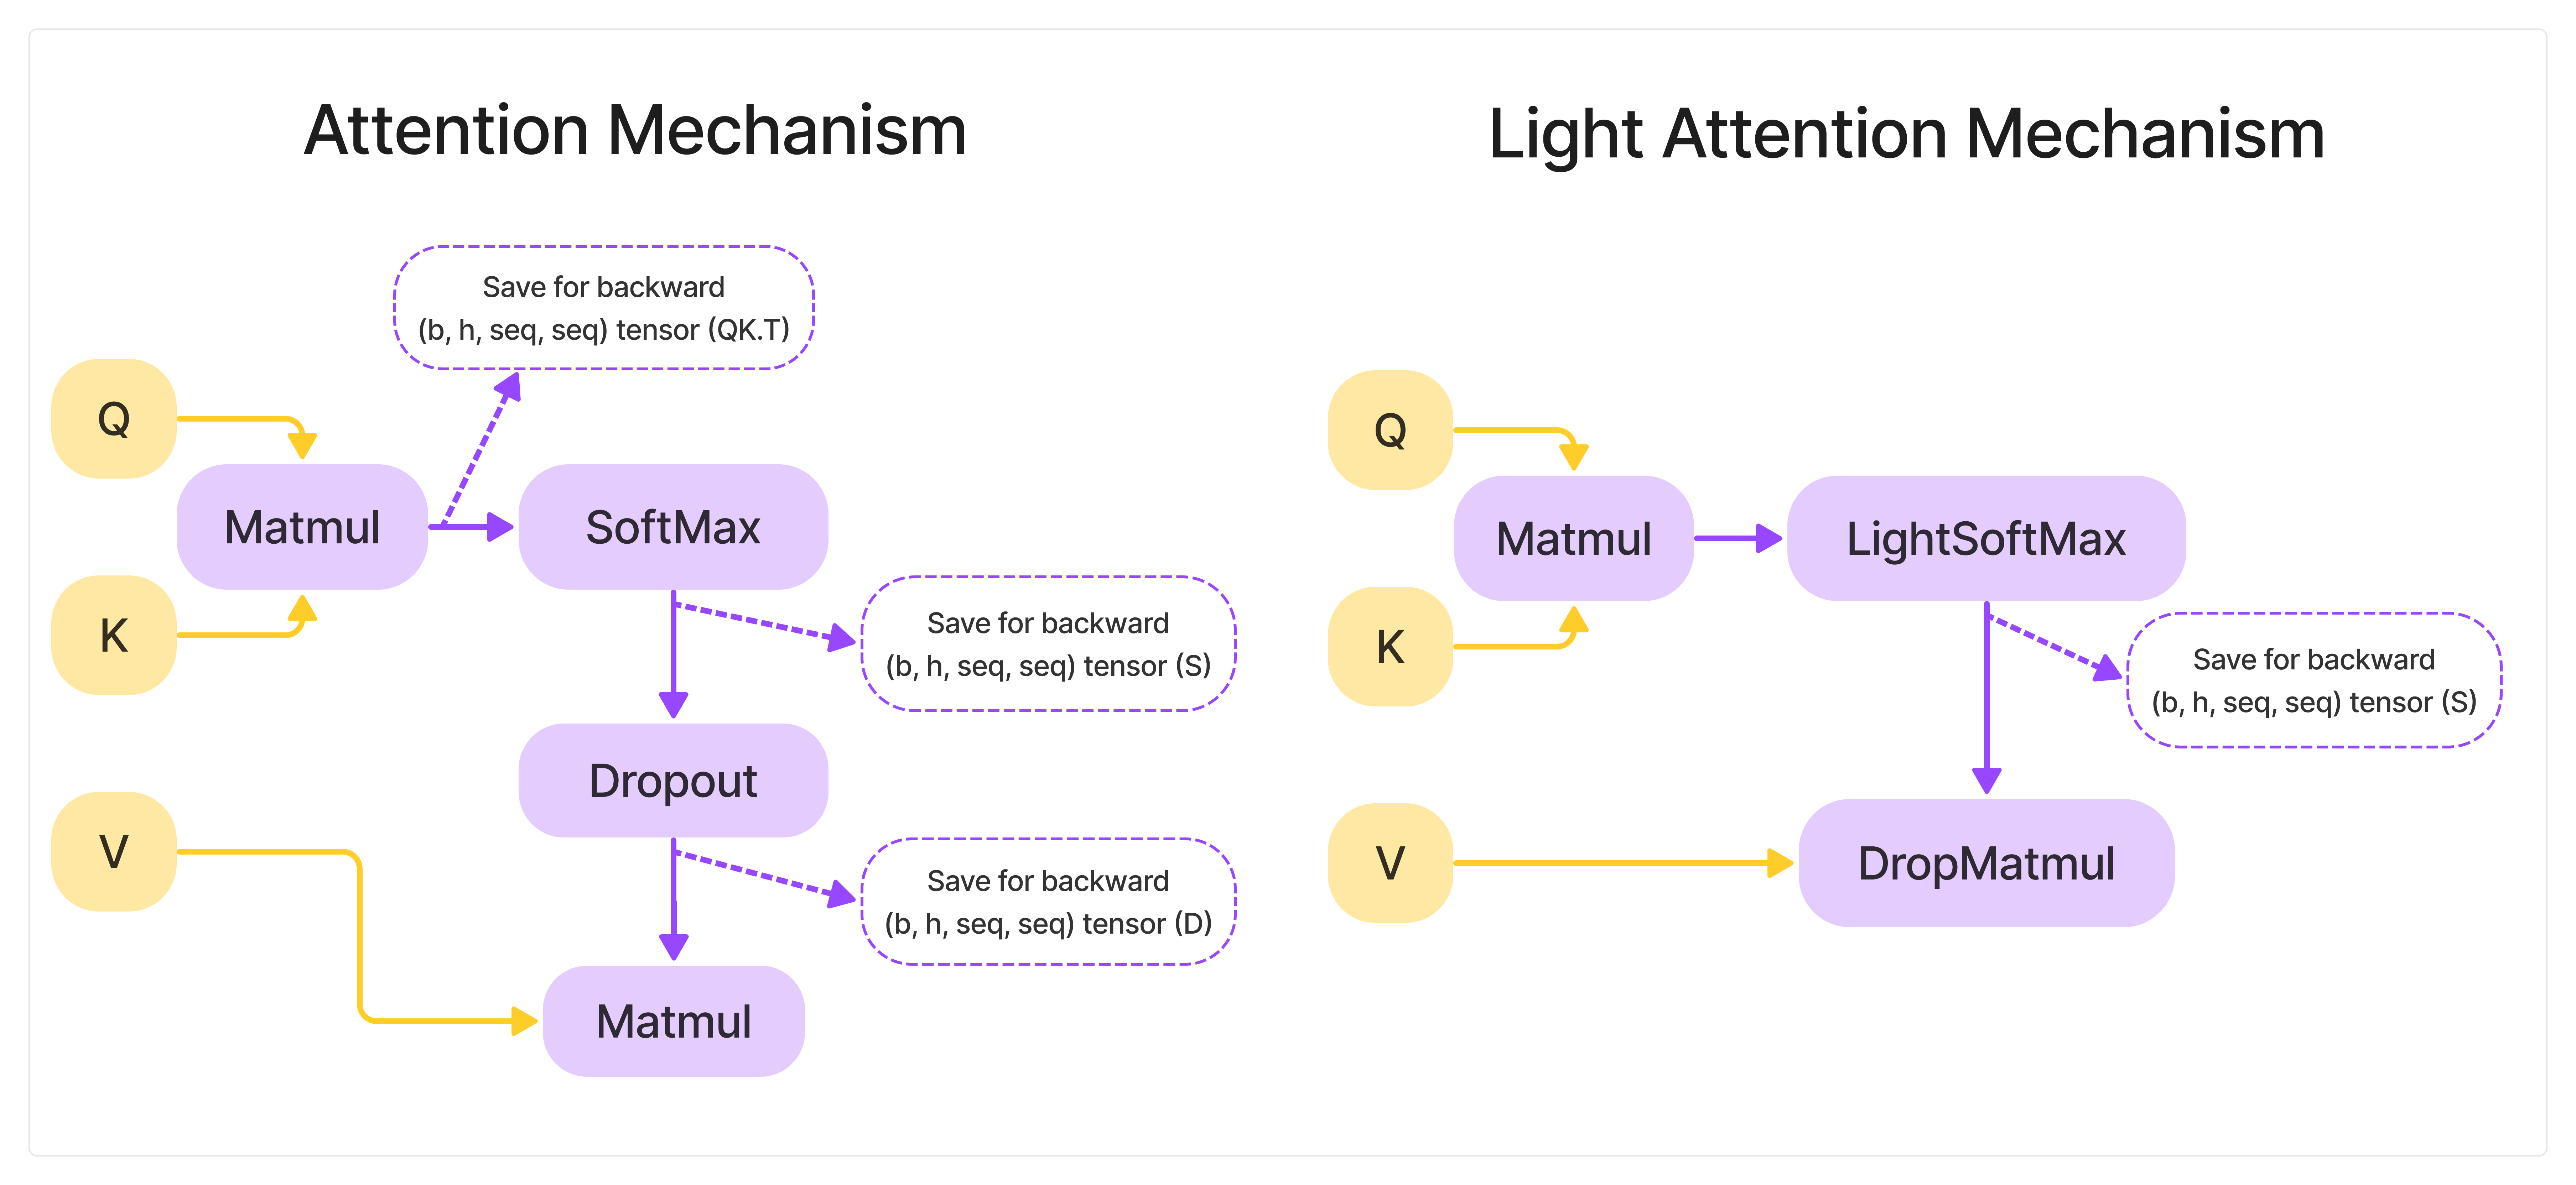 Attention Mechanism
Save for backward
(b, h, seq, seq) tensor (QK.T)
Q
Matmul
SoftMax
K
Save for backward
(b, h, seq, seq) tensor (S)
Dropout
V
Save for backward
(b, h, seq, seq) tensor (D)
Matmul
Light Attention Mechanism
Q
Matmul
LightSoftMax
K
Save for backward
(b, h, seq, seq) tensor (S)
V
DropMatmul